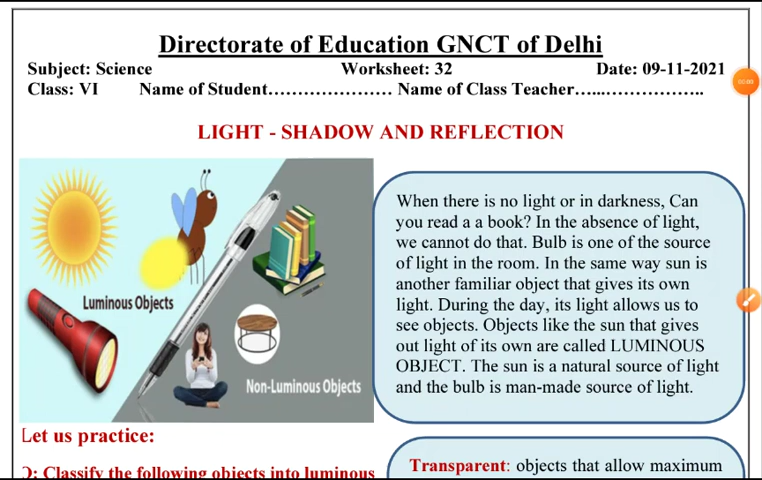 Directorate of Education GNCT of Delhi
Subject: Science Worksheet: 32 Date: 09-11-2021
Class: VI Name of Student………………… Name of Class Teacher…...……………..
LIGHT - SHADOW AND REFLECTION
Luminous Objects
Non-Luminous Objects
When there is no light or in darkness, Can
you read a a book? In the absence of light,
we cannot do that. Bulb is one of the source
of light in the room. In the same way sun is
another familiar object that gives its own
light. During the day, its light allows us to
see objects. Objects like the sun that gives
out light of its own are called LUMINOUS
OBJECT. The sun is a natural source of light
and the bulb is man-made source of light.
Let us practice:
Q: Classify the following objects into luminous
Transparent: objects that allow maximum